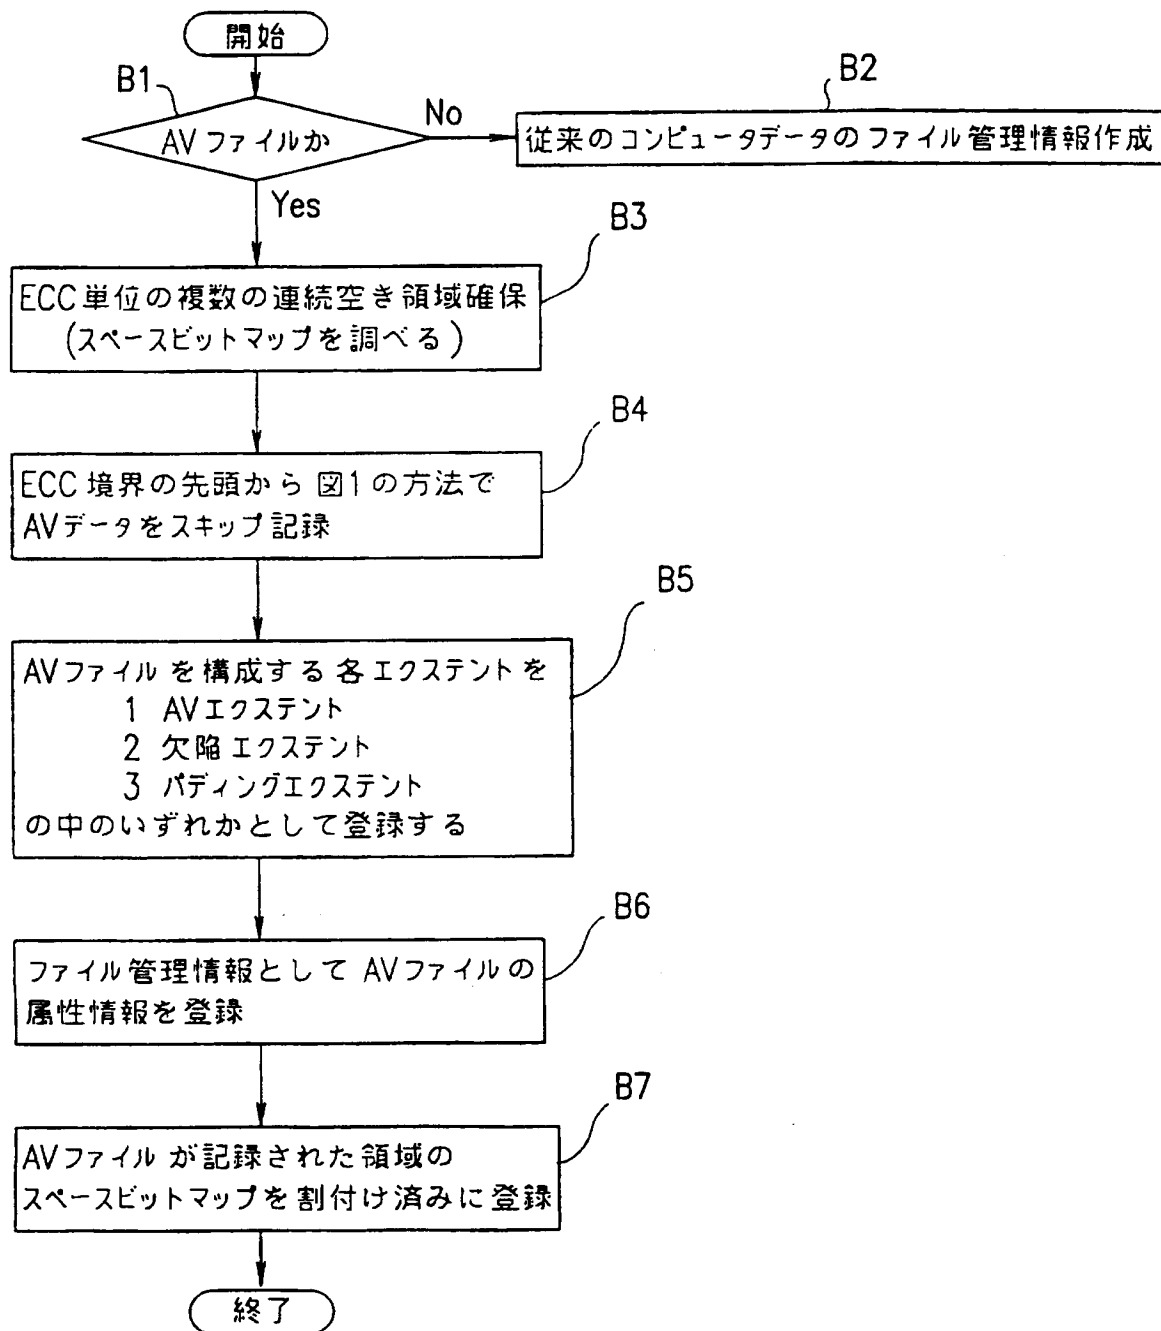 開始
B1
AVファイルか
No
B2
従来のコンピュータデータのファイル管理情報作成
Yes
B3
ECC単位の複数の連続空き領域確保
(スペースビットマップを調べる)
B4
ECC境界の先頭から図1の方法で
AVデータをスキップ記録
B5
AVファイルを構成する各エクステントを
1 AVエクステント
2 欠陥エクステント
3 パディングエクステント
の中のいずれかとして登録する
B6
ファイル管理情報としてAVファイルの
属性情報を登録
B7
AVファイルが記録された領域の
スペースビットマップを割付け済みに登録
終了